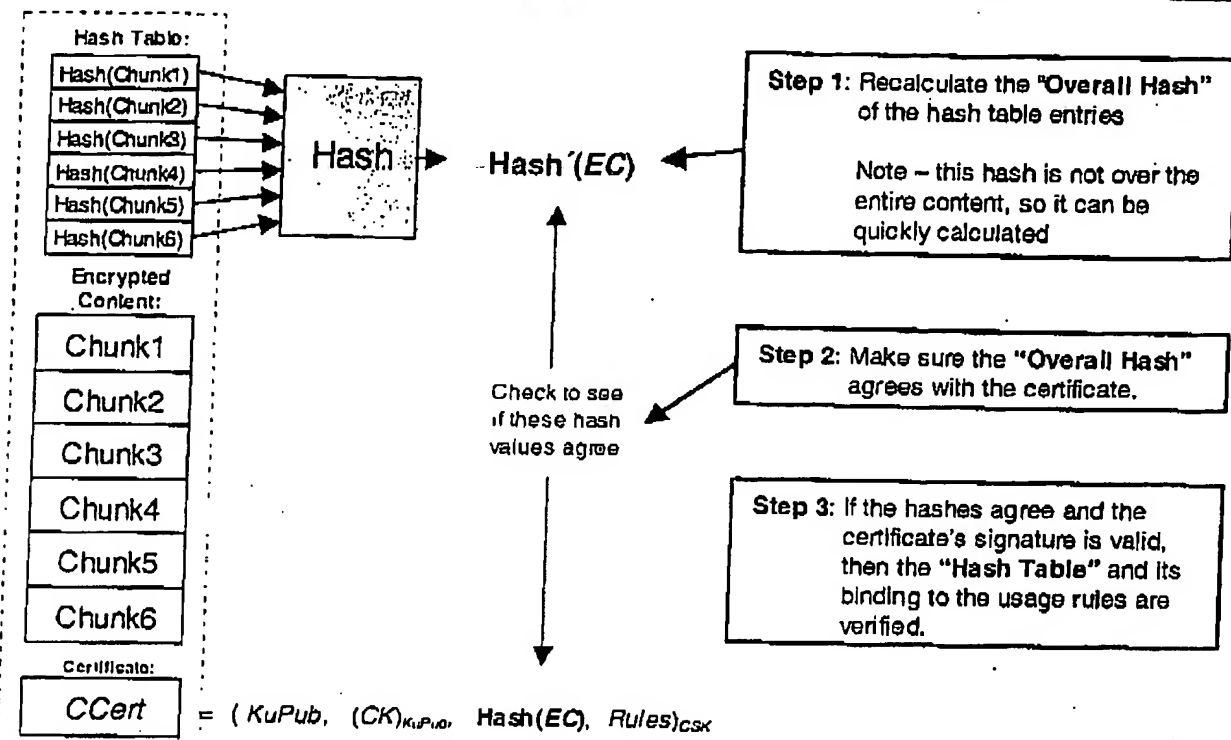 Hash Table:
Hash(Chunk1)
Hash(Chunk2)
Hash(Chunk3)
Hash(Chunk4)
Hash(Chunk5)
Hash(Chunk6)
Hash
Hash´(EC)
Step 1: Recalculate the "Overall Hash"
of the hash table entries
Note – this hash is not over the
entire content, so it can be
quickly calculated
Encrypted
Content:
Chunk1
Chunk2
Chunk3
Chunk4
Chunk5
Chunk6
Check to see
if these hash
values agree
Step 2: Make sure the "Overall Hash"
agrees with the certificate.
Step 3: If the hashes agree and the
certificate's signature is valid,
then the "Hash Table" and its
binding to the usage rules are
verified.
Certificate:
CCert = ( KuPub, (CK)KuPub, Hash(EC), Rules)CSK